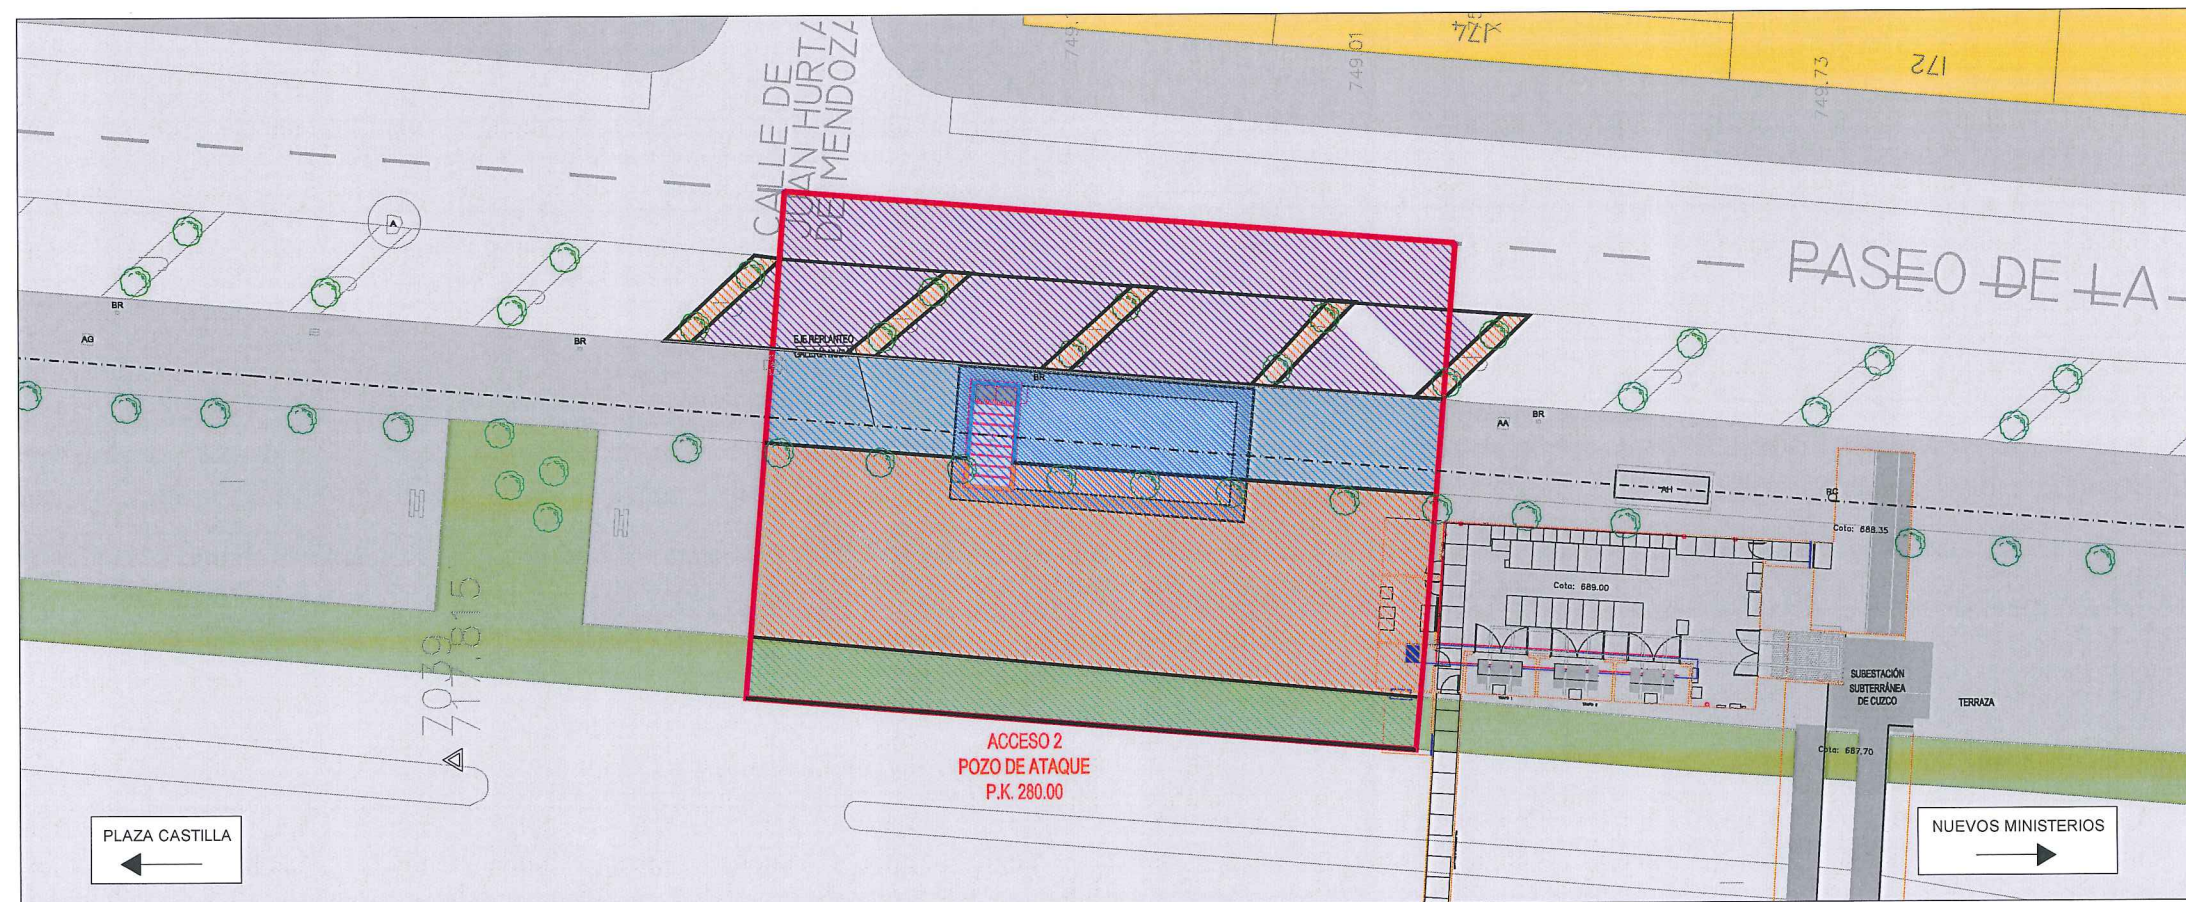 CALLE DE
JUAN HURTA
DE MENDOZA
749.01
174
749.73
172
PASEO DE LA
A
BR
AG
BR
EJE REPLANTEO
BR
AA
BR
AH
RC
Cota: 688.35
Cota: 689.00
SUBESTACIÓN
SUBTERRÁNEA
DE CUZCO
TERRAZA
Cota: 687.70
ACCESO 2
POZO DE ATAQUE
P.K. 280.00
PLAZA CASTILLA
NUEVOS MINISTERIOS